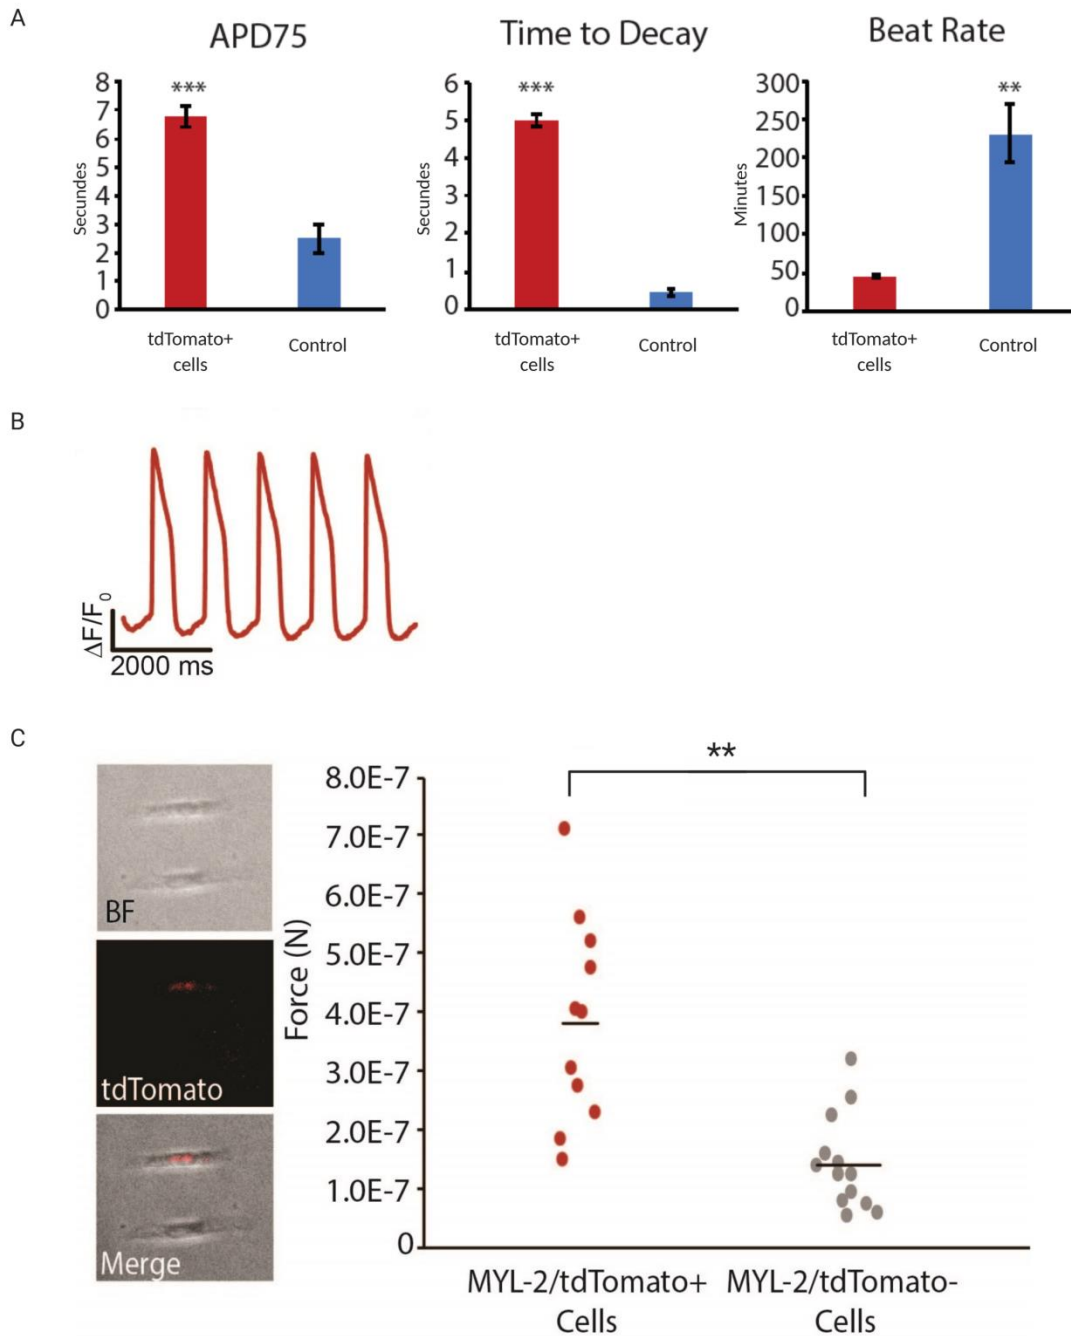 A
APD75
Time to Decay
Beat Rate
8
7
6
5
4
3
2
1
0
Secundes
***
tdTomato+
cells
Control
6
5
4
3
2
1
0
Secundes
***
tdTomato+
cells
Control
300
250
200
150
100
50
0
Minutes
**
tdTomato+
cells
Control
B
ΔF/F0
2000 ms
C
BF
tdTomato
Merge
**
8.0E-7
7.0E-7
6.0E-7
5.0E-7
4.0E-7
3.0E-7
2.0E-7
1.0E-7
0
Force (N)
MYL-2/tdTomato+
Cells
MYL-2/tdTomato-
Cells